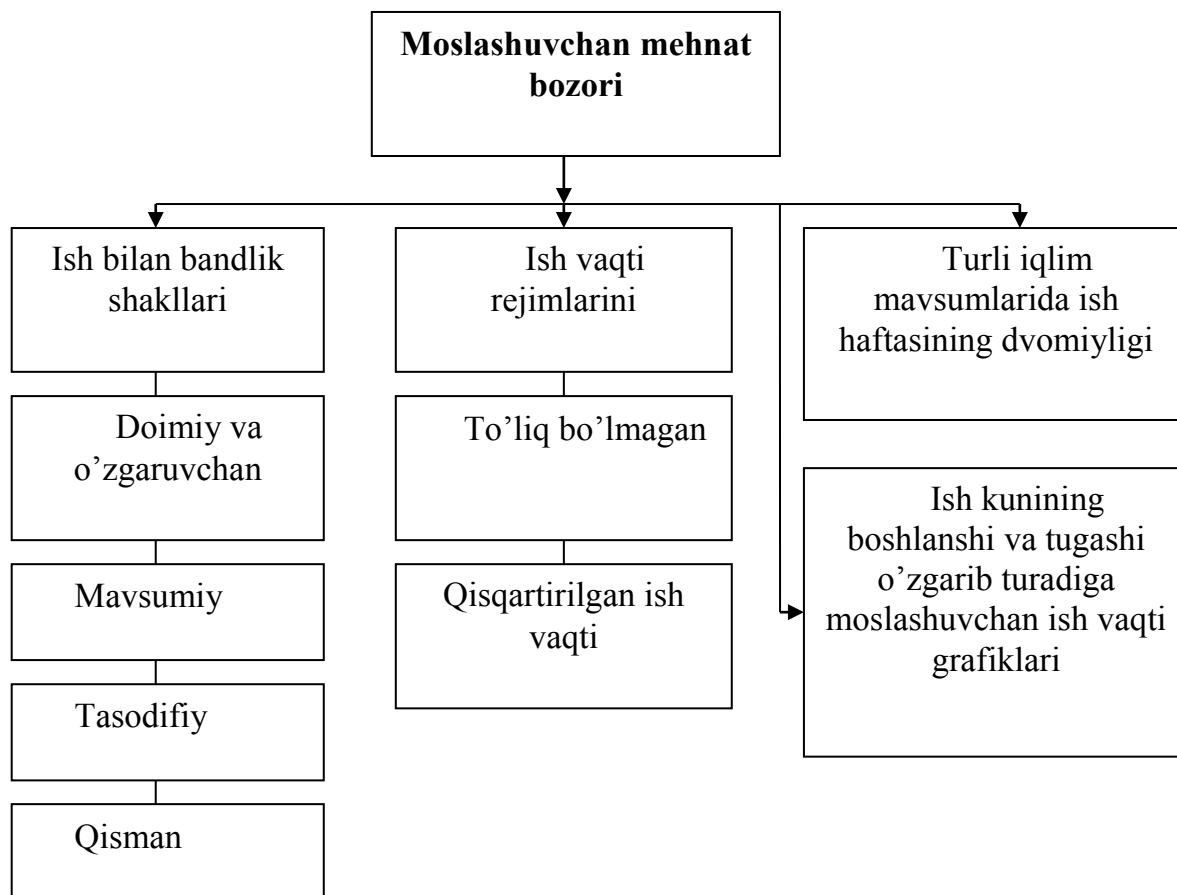 Moslashuvchan mehnat
bozori
Ish bilan bandlik
shakllari
Doimiy va
o’zgaruvchan
Mavsumiy
Tasodifiy
Qisman
Ish vaqti
rejimlarini
To’liq bo’lmagan
Qisqartirilgan ish
vaqti
Turli iqlim
mavsumlarida ish
haftasining dvomiyligi
Ish kunining
boshlanshi va tugashi
o’zgarib turadiga
moslashuvchan ish vaqti
grafiklari